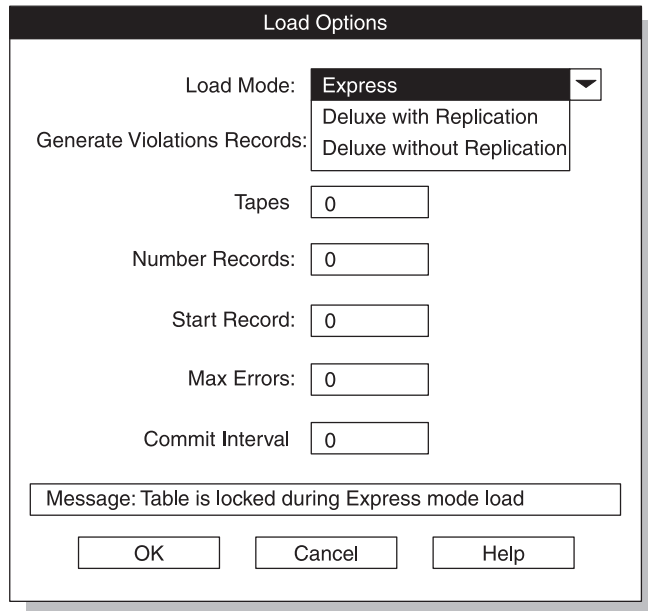 Load Options
Load Mode: Express
Deluxe with Replication
Generate Violations Records: Deluxe without Replication
Tapes 0
Number Records: 0
Start Record: 0
Max Errors: 0
Commit Interval 0
Message: Table is locked during Express mode load
OK Cancel Help